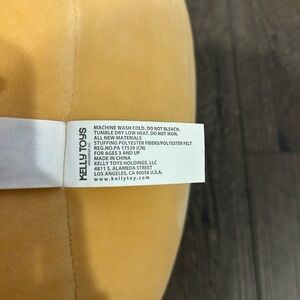 KELLY TOYS
MACHINE WASH COLD. DO NOT BLEACH.
TUMBLE DRY LOW HEAT. DO NOT IRON.
ALL NEW MATERIALS
STUFFING POLYESTER FIBERS/POLYESTER FELT
REG.NO.PA 17539 (CN)
FOR AGES 3 AND UP
MADE IN CHINA
KELLY TOYS HOLDINGS, LLC
4811 S. ALAMEDA STREET
LOS ANGELES, CA 90058 U.S.A.
www.kellytoy.com